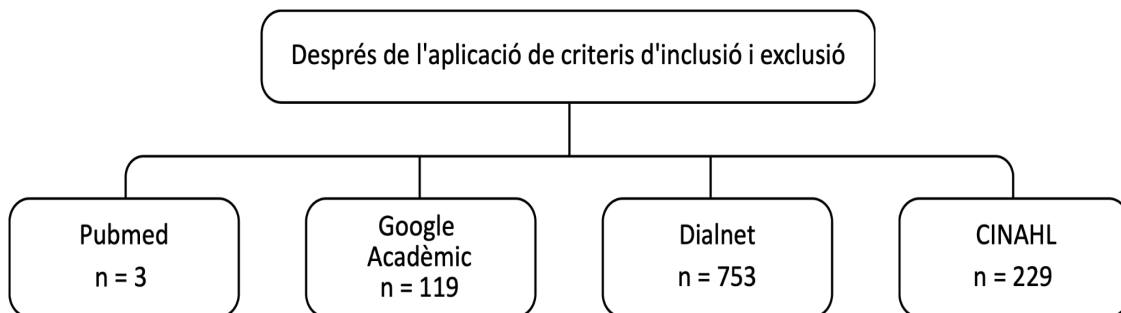 Després de l'aplicació de criteris d'inclusió i exclusió
Pubmed
n = 3
Google
Acadèmic
n = 119
Dialnet
n = 753
CINAHL
n = 229